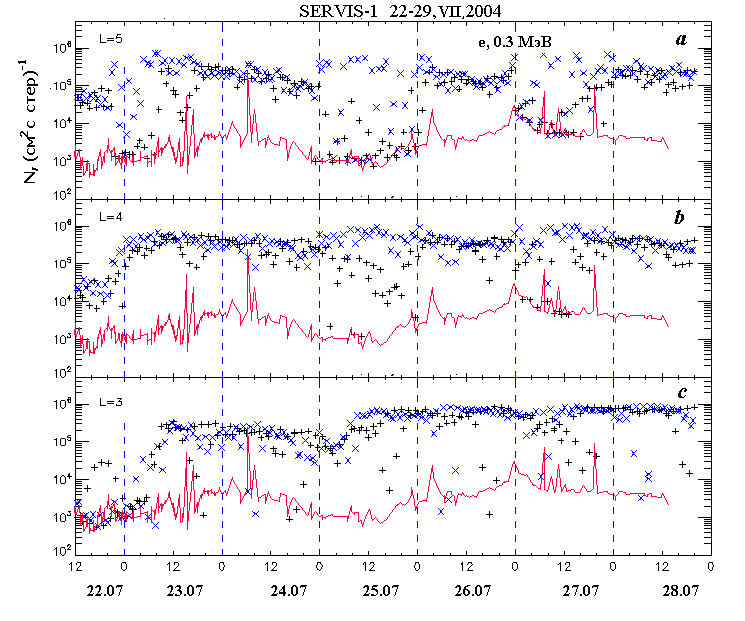 SERVIS-1 22-29,VII,2004
L=5
e, 0.3 МэВ
a
10⁶
10⁵
10⁴
10³
10²
N, (см² с стер)⁻¹
L=4
b
10⁶
10⁵
10⁴
10³
10²
L=3
c
10⁶
10⁵
10⁴
10³
10²
12 0 12 0 12 0 12 0 12 0 12 0 12 0
22.07 23.07 24.07 25.07 26.07 27.07 28.07